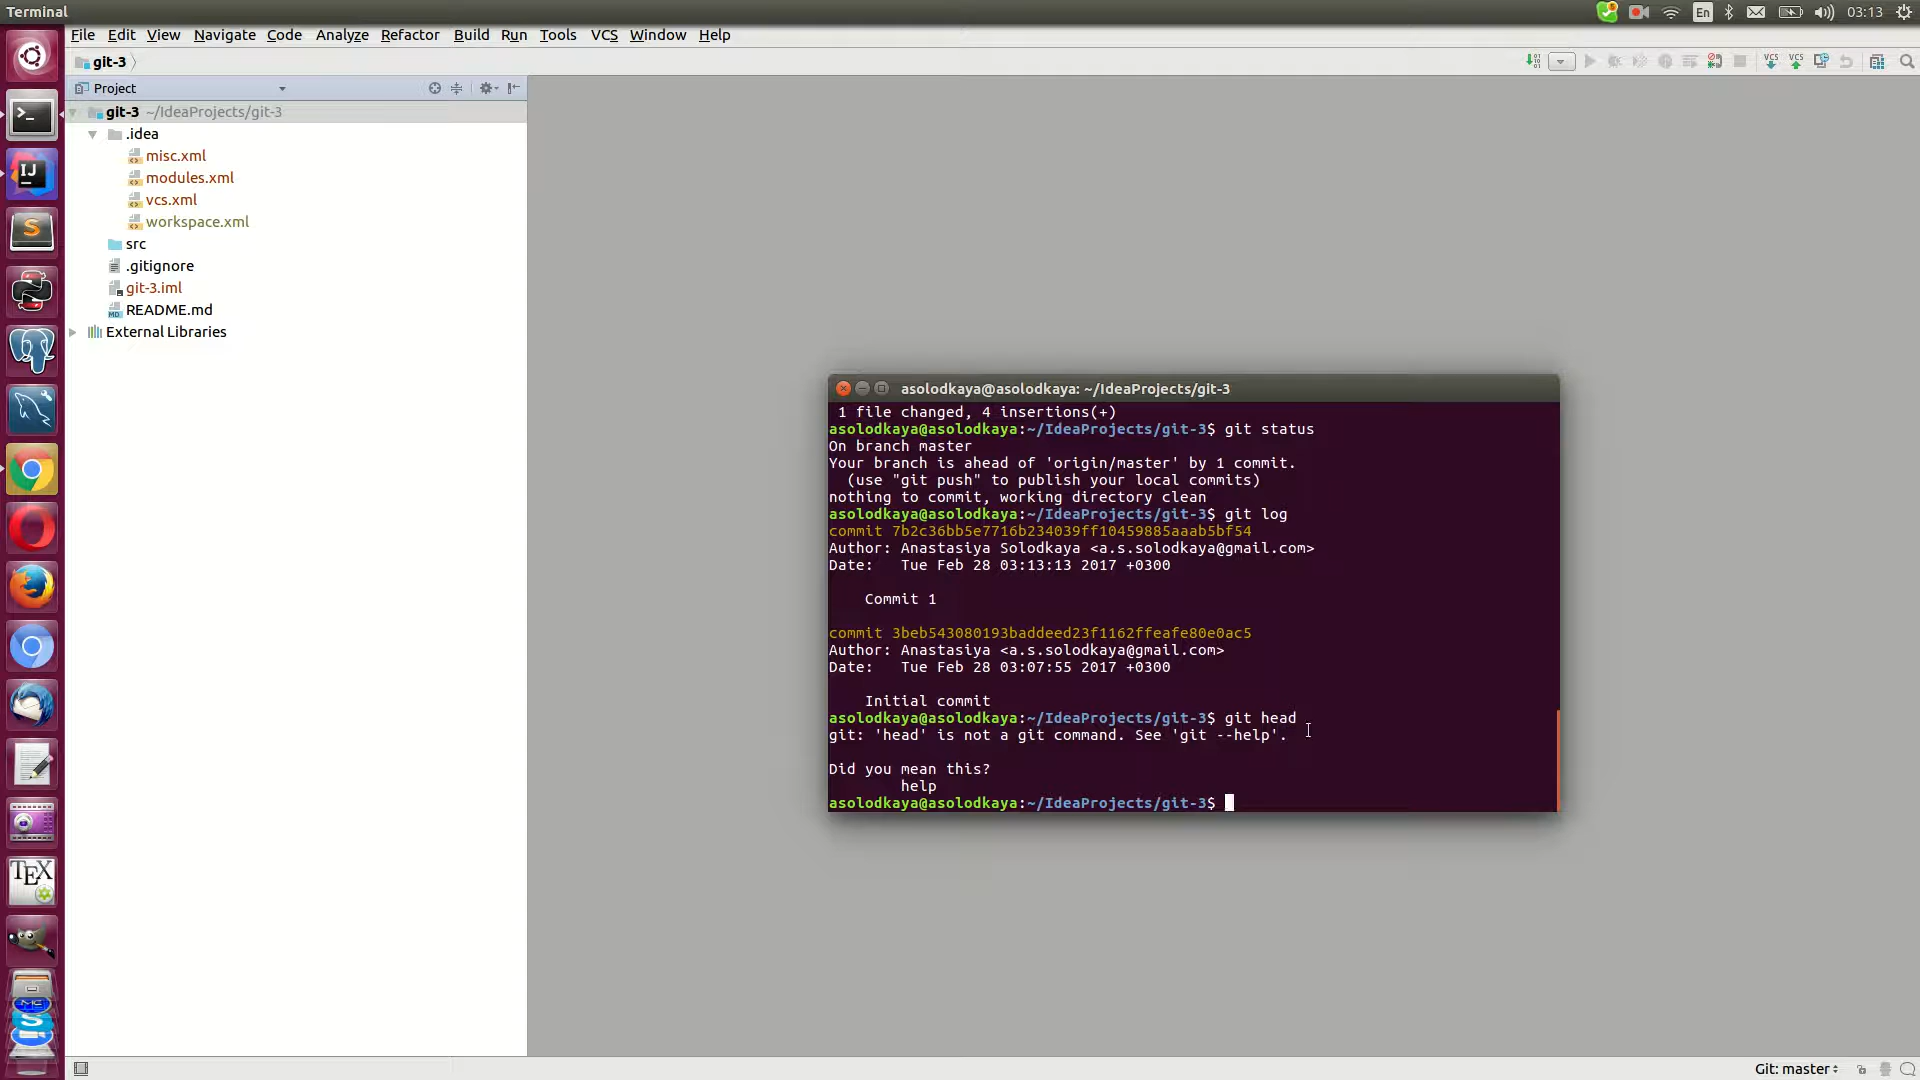 Terminal
En
03:13
File Edit View Navigate Code Analyze Refactor Build Run Tools VCS Window Help
git-3
VCS VCS
Project
git-3 ~/IdeaProjects/git-3
.idea
misc.xml
modules.xml
vcs.xml
workspace.xml
src
.gitignore
git-3.iml
README.md
External Libraries
IJ
S
TEX
S
asolodkaya@asolodkaya: ~/IdeaProjects/git-3
1 file changed, 4 insertions(+)
asolodkaya@asolodkaya:~/IdeaProjects/git-3$ git status
On branch master
Your branch is ahead of 'origin/master' by 1 commit.
(use "git push" to publish your local commits)
nothing to commit, working directory clean
asolodkaya@asolodkaya:~/IdeaProjects/git-3$ git log
commit 7b2c36bb5e7716b234039ff10459885aaab5bf54
Author: Anastasiya Solodkaya <a.s.solodkaya@gmail.com>
Date:   Tue Feb 28 03:13:13 2017 +0300
Commit 1
commit 3beb543080193baddeed23f1162ffeafe80e0ac5
Author: Anastasiya <a.s.solodkaya@gmail.com>
Date:   Tue Feb 28 03:07:55 2017 +0300
Initial commit
asolodkaya@asolodkaya:~/IdeaProjects/git-3$ git head
git: 'head' is not a git command. See 'git --help'.
Did you mean this?
help
asolodkaya@asolodkaya:~/IdeaProjects/git-3$
Git: master